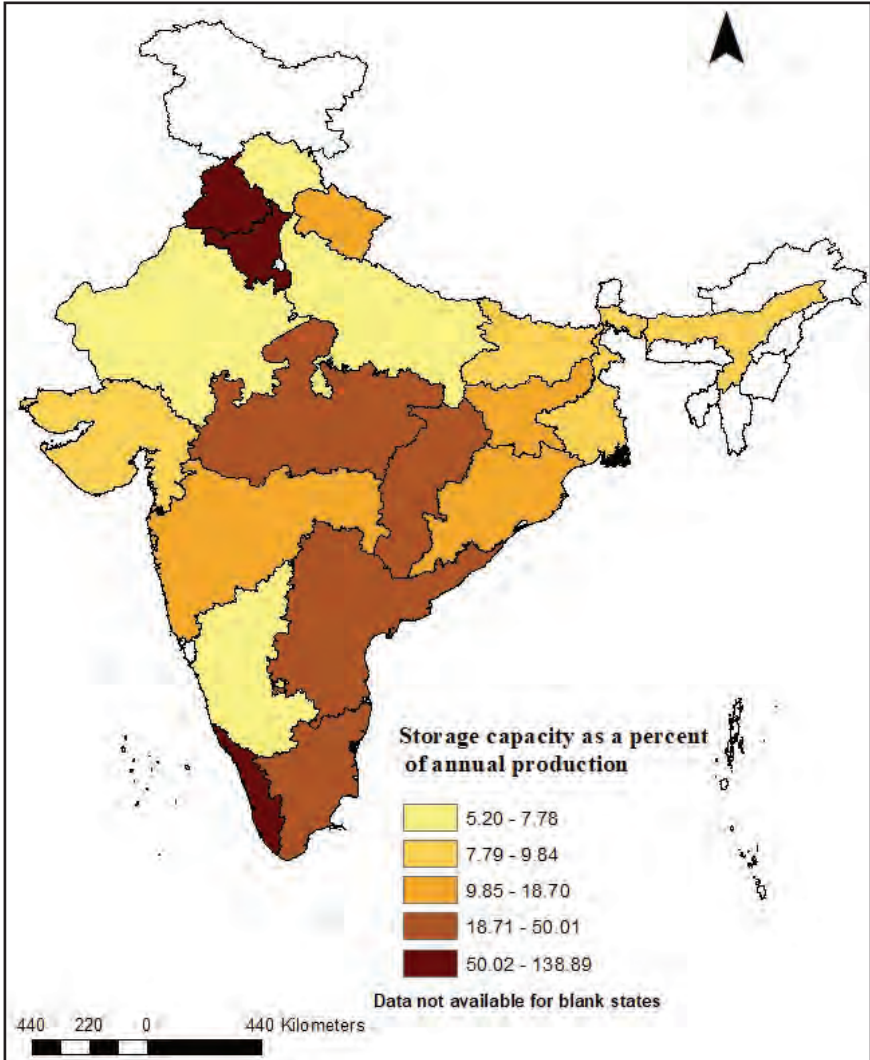 Storage capacity as a percent
of annual production
5.20 - 7.78
7.79 - 9.84
9.85 - 18.70
18.71 - 50.01
50.02 - 138.89
Data not available for blank states
440 220 0 440 Kilometers